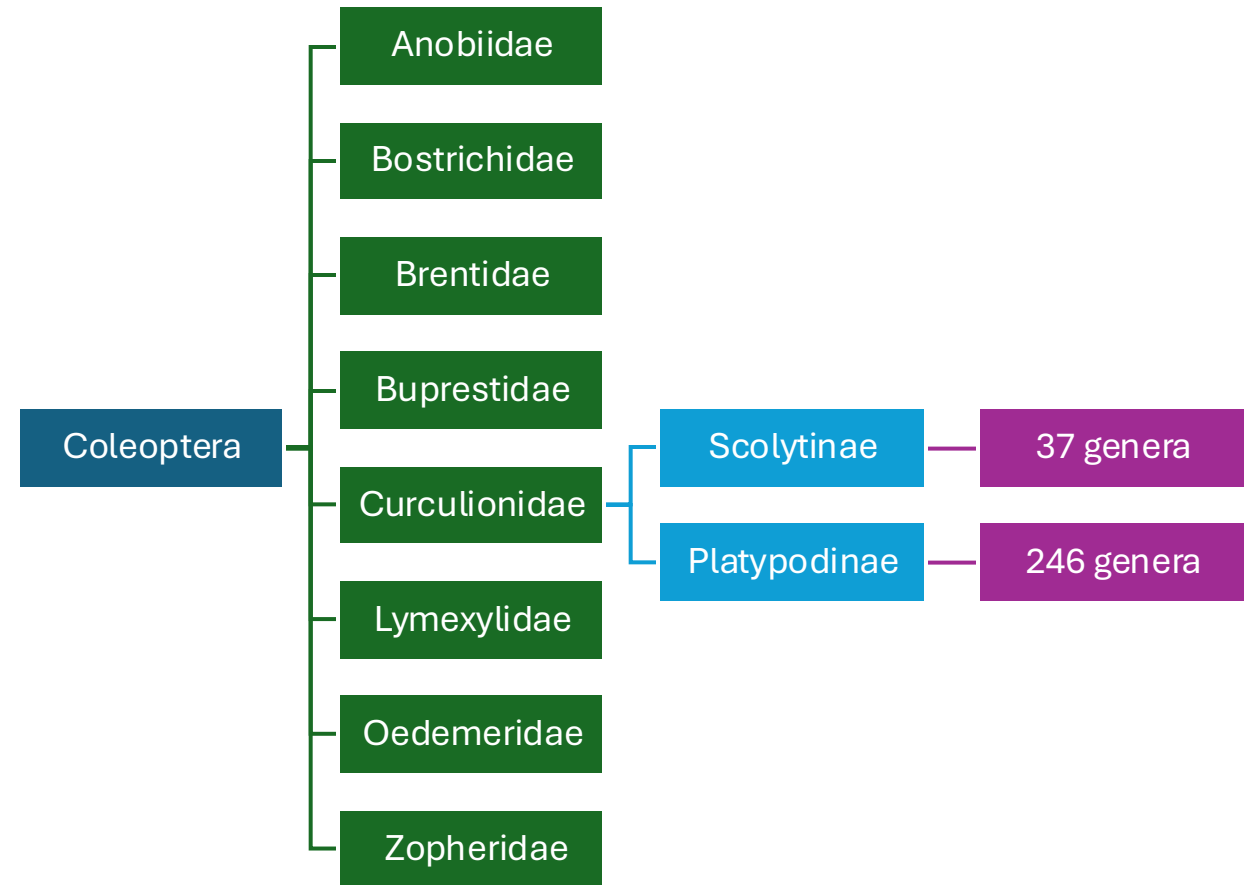 Anobiidae
Bostrichidae
Brentidae
Buprestidae
Coleoptera
Scolytinae
37 genera
Curculionidae
Platypodinae
246 genera
Lymexylidae
Oedemeridae
Zopheridae